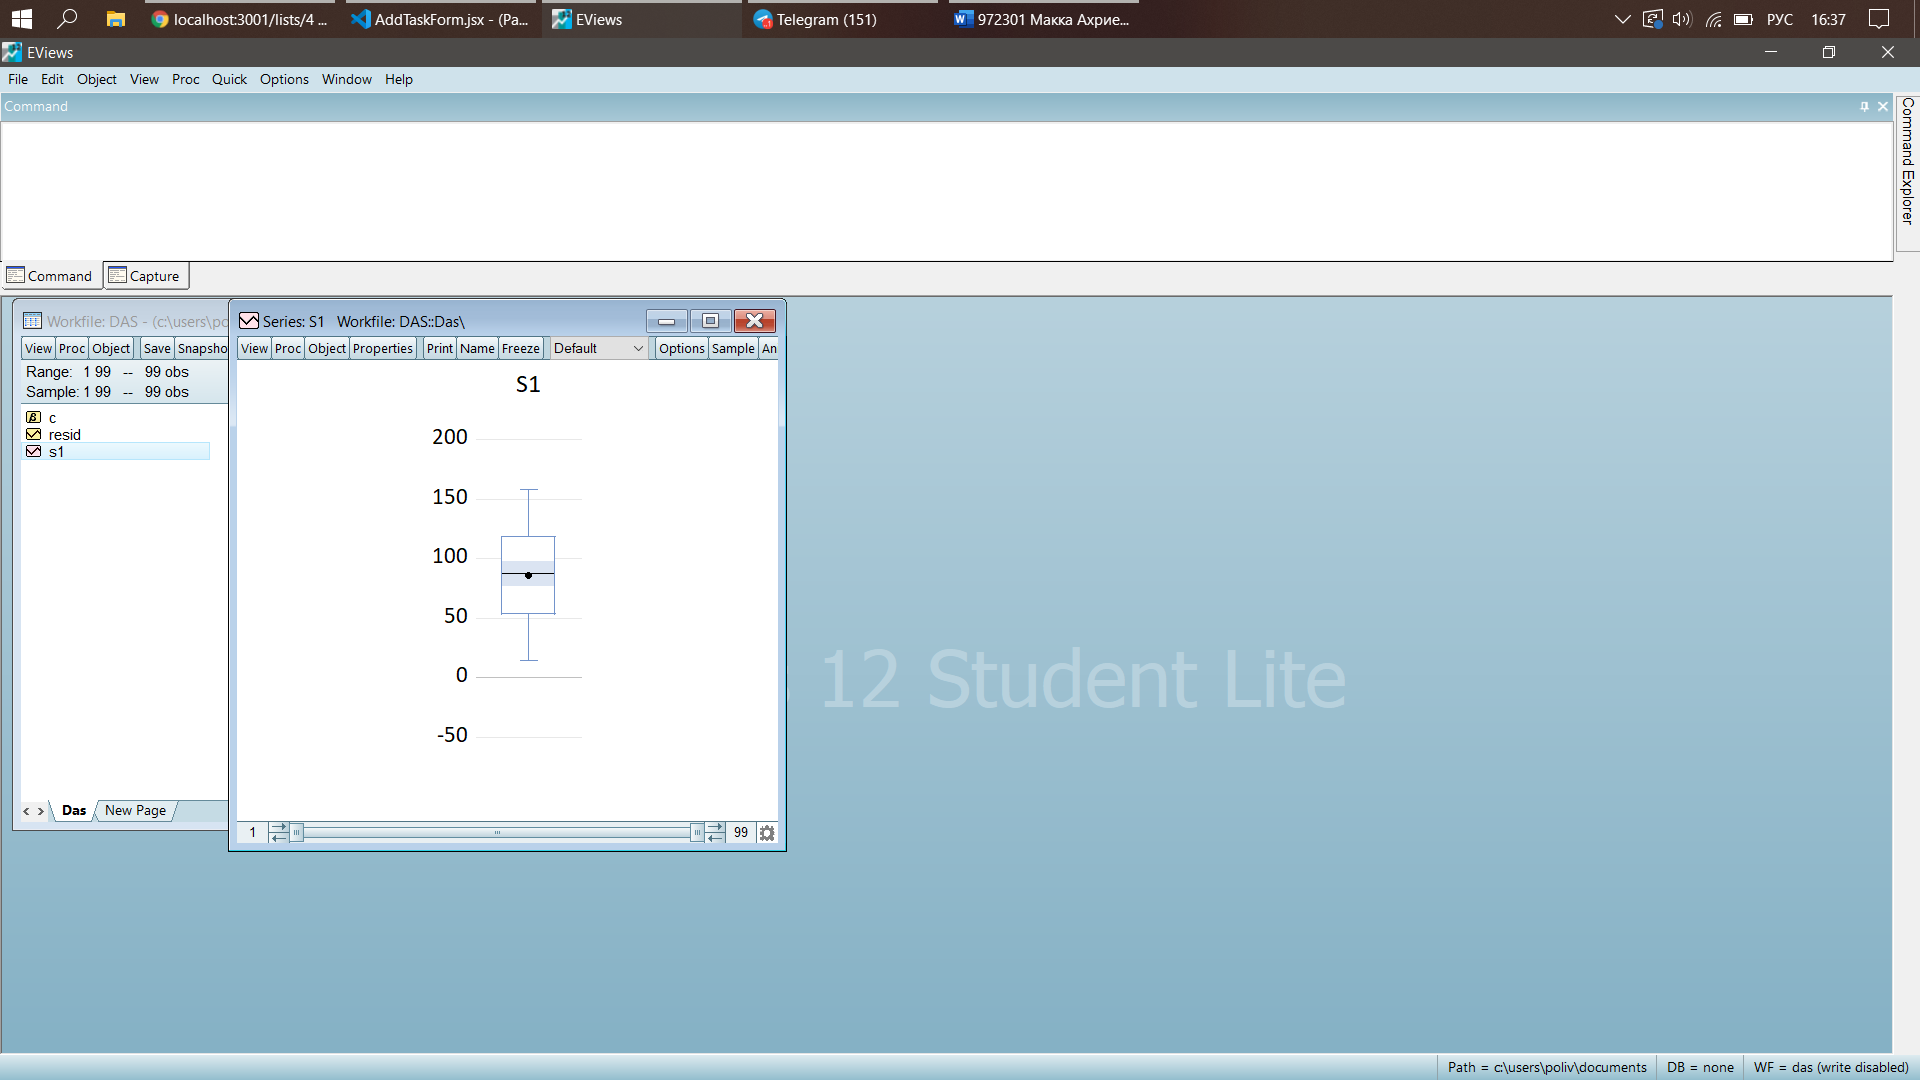 localhost:3001/lists/4 ...
AddTaskForm.jsx - (Pa...
EViews
Telegram (151)
972301 Макка Ахрие...
РУС
16:37
EViews
File Edit Object View Proc Quick Options Window Help
Command
Command Explorer
Command
Capture
Workfile: DAS - (c:\users\po
View Proc Object Save Snapsho
Range: 1 99 -- 99 obs
Sample: 1 99 -- 99 obs
c
resid
s1
Das
New Page
Series: S1 Workfile: DAS::Das\
View Proc Object Properties Print Name Freeze Default Options Sample An
S1
200
150
100
50
0
-50
1
99
12 Student Lite
Path = c:\users\poliv\documents
DB = none
WF = das (write disabled)